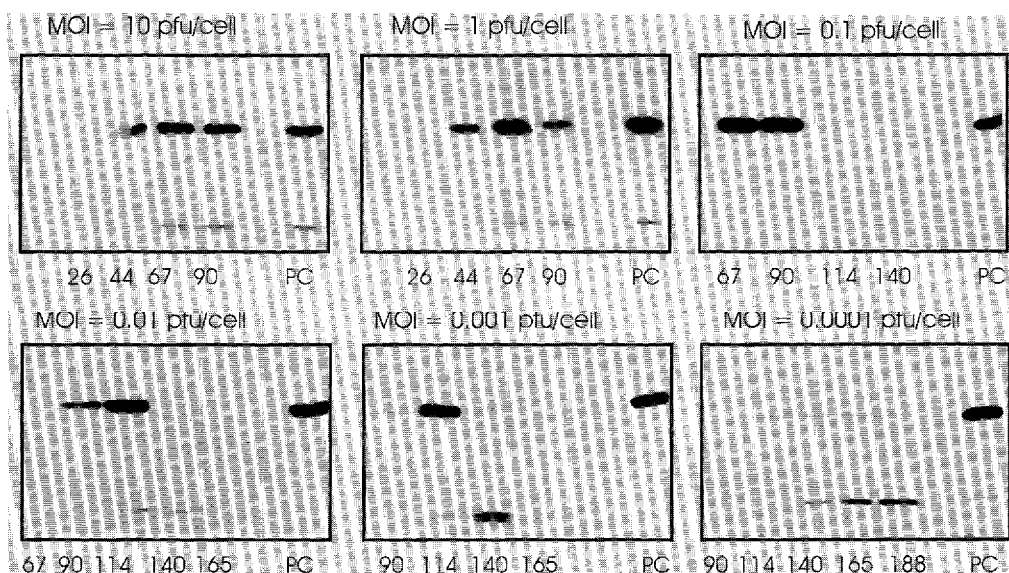 MOI = 10 pfu/cell
MOI = 1 pfu/cell
MOI = 0.1 pfu/cell
26 44 67 90 PC
26 44 67 90 PC
67 90 114 140 PC
MOI = 0.01 pfu/cell
MOI = 0.001 pfu/cell
MOI = 0.0001 pfu/cell
67 90 114 140 165 PC
90 114 140 165 PC
90 114 140 165 188 PC